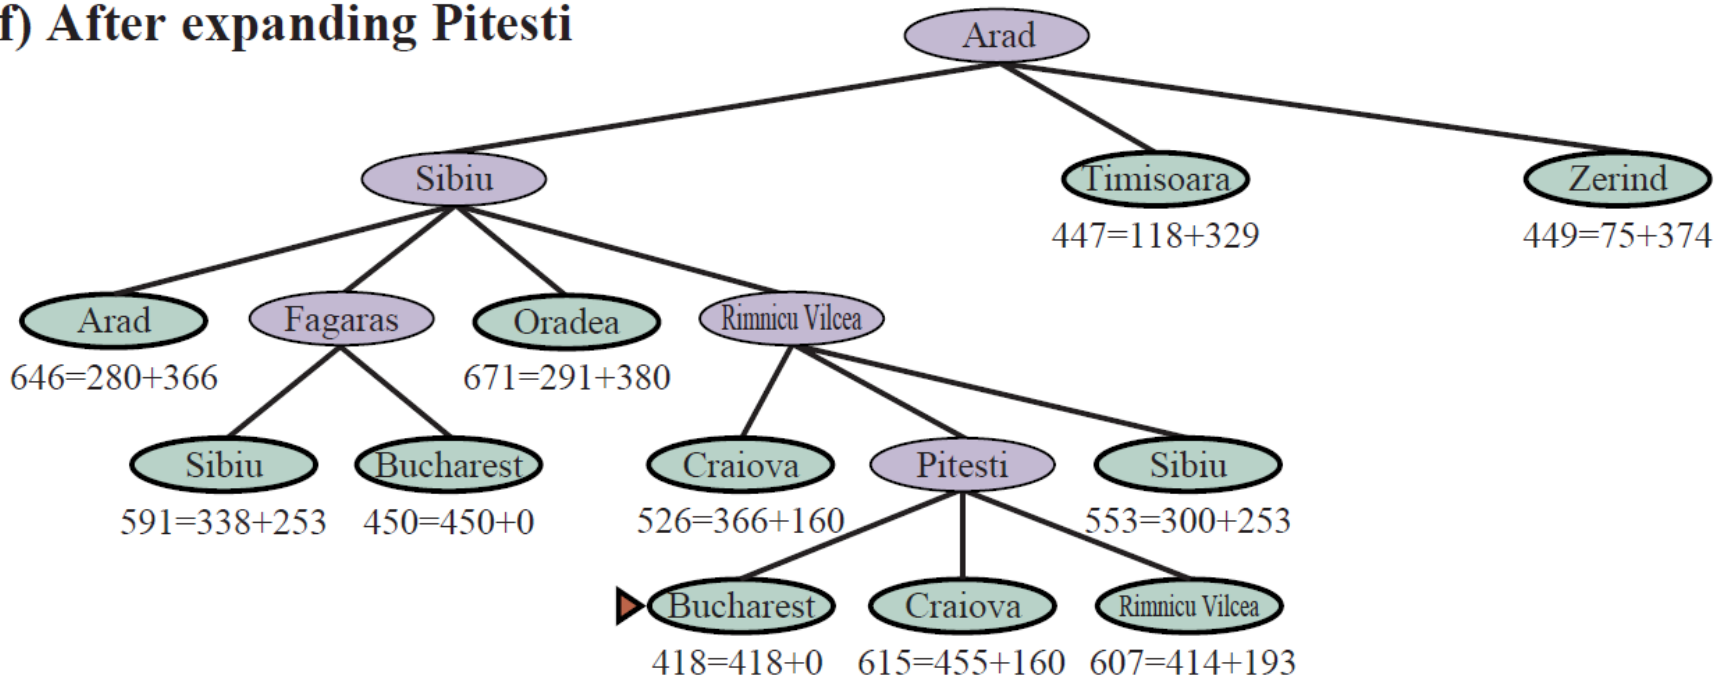 f) After expanding Pitesti
Arad
Sibiu
Timisoara
Zerind
447=118+329
449=75+374
Arad
Fagaras
Oradea
Rimnicu Vilcea
646=280+366
671=291+380
Sibiu
Bucharest
Craiova
Pitesti
Sibiu
591=338+253
450=450+0
526=366+160
553=300+253
Bucharest
Craiova
Rimnicu Vilcea
418=418+0
615=455+160
607=414+193